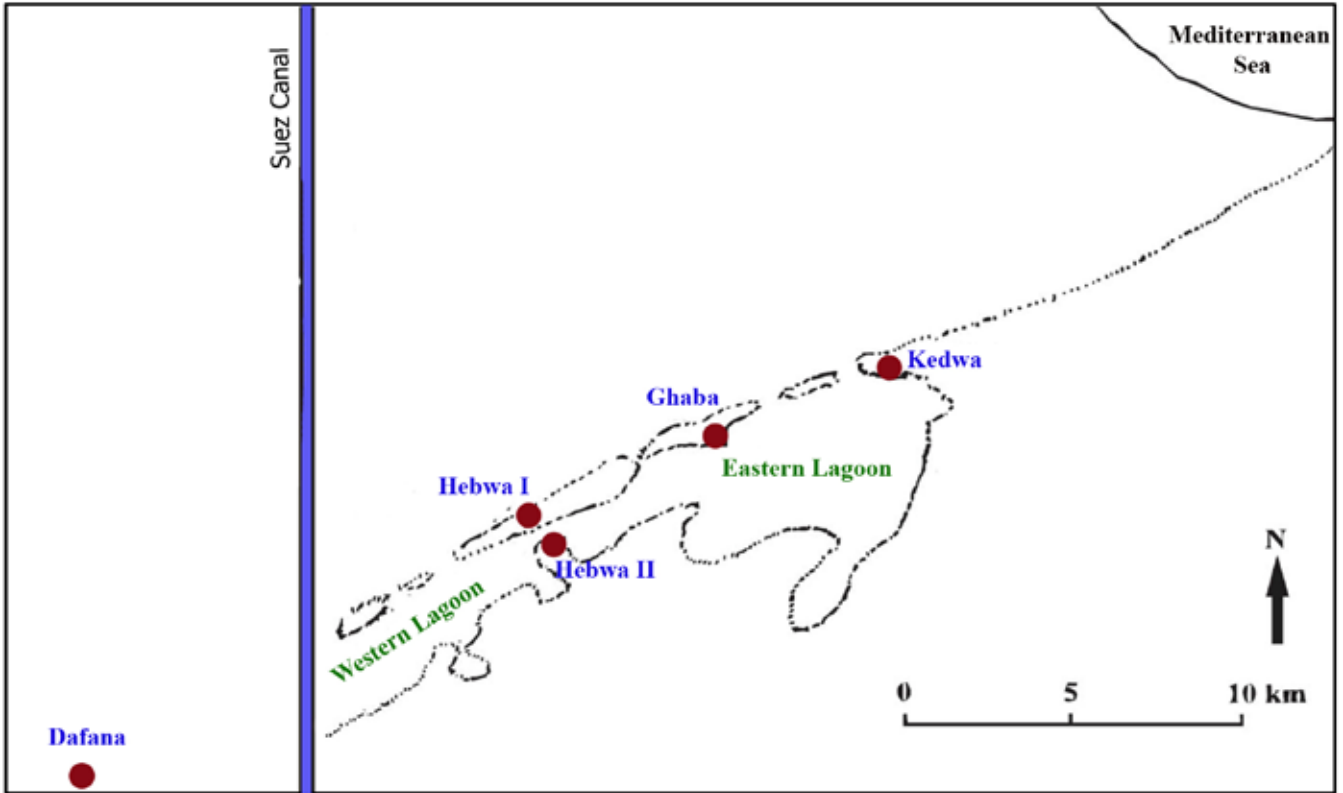 Mediterranean
Sea
Suez Canal
Kedwa
Ghaba
Eastern Lagoon
Hebwa I
Hebwa II
Western Lagoon
N
0 5 10 km
Dafana